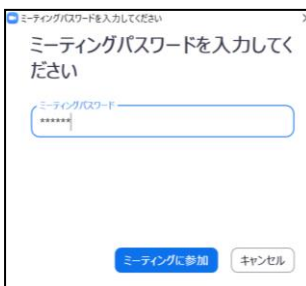 ミーティングパスワードを入力してください
ミーティングパスワードを入力してく
ださい
ミーティングパスワード
******
ミーティングに参加
キャンセル